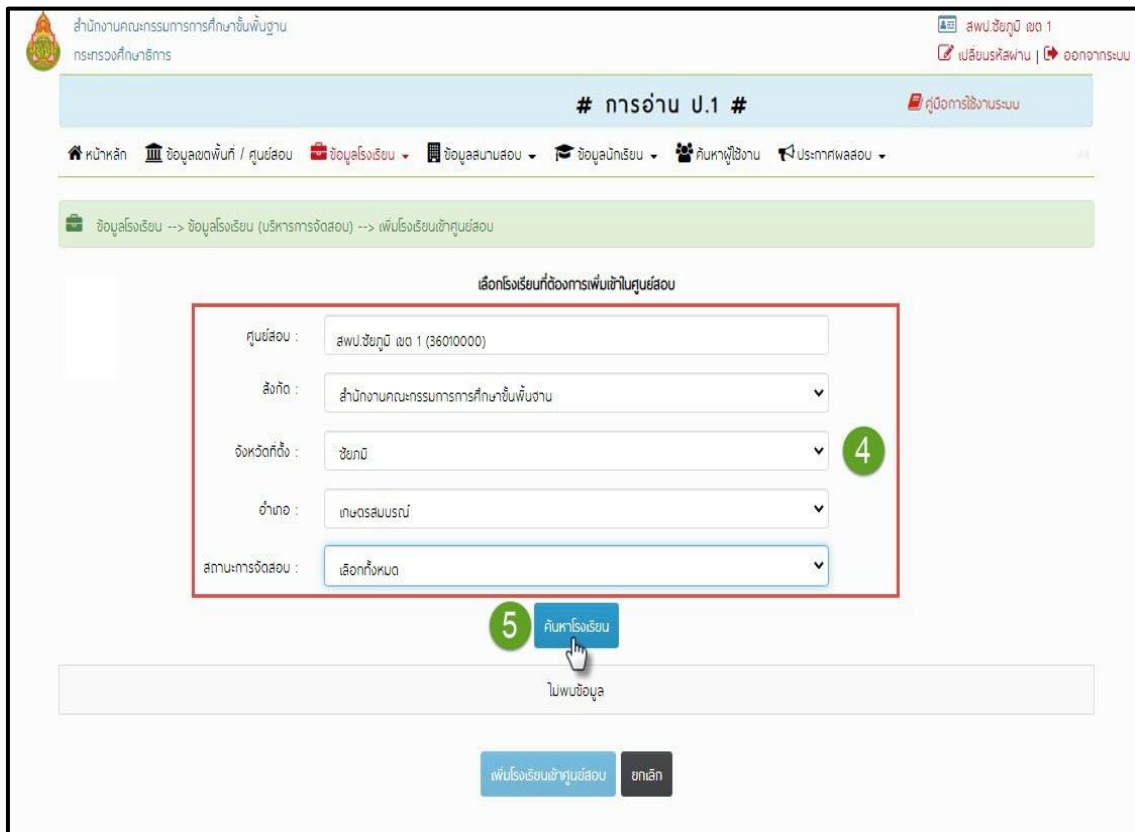 สำนักงานคณะกรรมการการศึกษาขั้นพื้นฐาน
กระทรวงศึกษาธิการ
สพป.ชัยภูมิ เขต 1
เปลี่ยนรหัสผ่าน | ออกจากระบบ
# การอ่าน ป.1 #
คู่มือการใช้งานระบบ
หน้าหลัก ข้อมูลเขตพื้นที่ / ศูนย์สอบ ข้อมูลโรงเรียน ข้อมูลสนามสอบ ข้อมูลนักเรียน ค้นหาผู้ใช้งาน ประกาศผลสอบ
ข้อมูลโรงเรียน --> ข้อมูลโรงเรียน (บริหารการจัดสอบ) --> เพิ่มโรงเรียนเข้าศูนย์สอบ
เลือกโรงเรียนที่ต้องการเพิ่มเข้าในศูนย์สอบ
ศูนย์สอบ : สพป.ชัยภูมิ เขต 1 (36010000)
สังกัด : สำนักงานคณะกรรมการการศึกษาขั้นพื้นฐาน
จังหวัดที่ตั้ง : ชัยภูมิ
4
อำเภอ : เกษตรสมบูรณ์
สถานะการจัดสอบ : เลือกทั้งหมด
5 ค้นหาโรงเรียน
ไม่พบข้อมูล
เพิ่มโรงเรียนเข้าศูนย์สอบ ยกเลิก